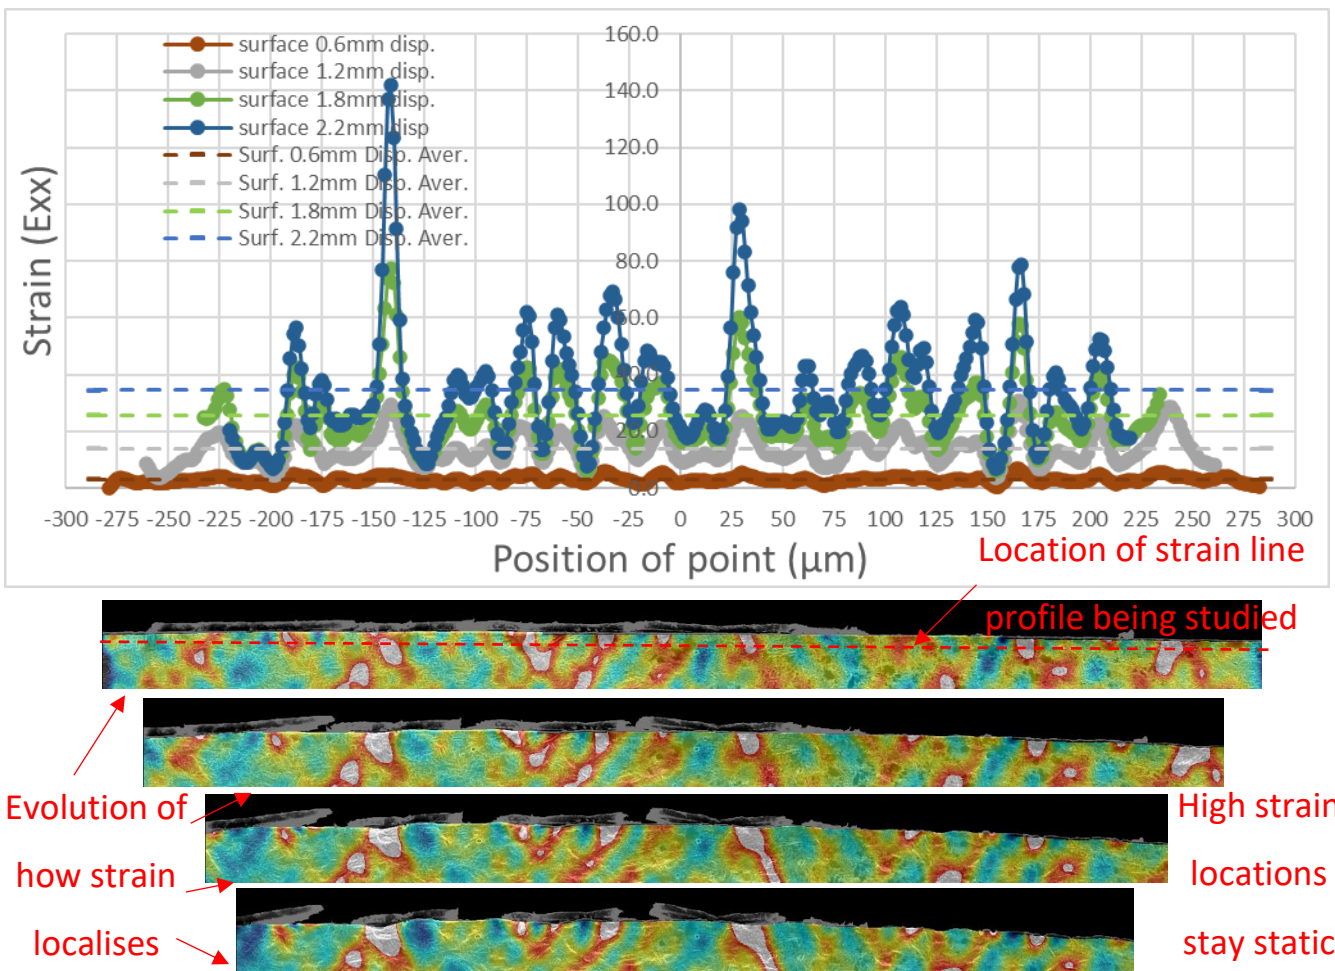 160.0
140.0
120.0
100.0
80.0
60.0
40.0
20.0
0.0
Strain (Exx)
surface 0.6mm disp.
surface 1.2mm disp.
surface 1.8mm disp.
surface 2.2mm disp
Surf. 0.6mm Disp. Aver.
Surf. 1.2mm Disp. Aver.
Surf. 1.8mm Disp. Aver.
Surf. 2.2mm Disp. Aver.
-300 -275 -250 -225 -200 -175 -150 -125 -100 -75 -50 -25 0 25 50 75 100 125 150 175 200 225 250 275 300
Position of point (μm)
Location of strain line
profile being studied
Evolution of
how strain
localises
High strain
locations
stay static